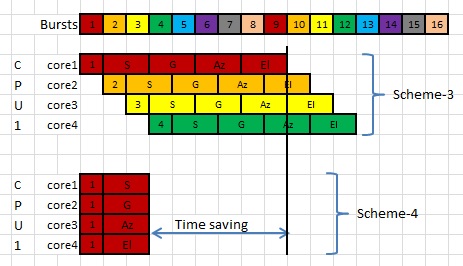 Bursts 1 2 3 4 5 6 7 8 9 10 11 12 13 14 15 16
C core1 1 S G Az El
P core2 2 S G Az El
U core3 3 S G Az El
1 core4 4 S G Az El
Scheme-3
C core1 1 S
P core2 1 G
U core3 1 Az
1 core4 1 El
Time saving
Scheme-4